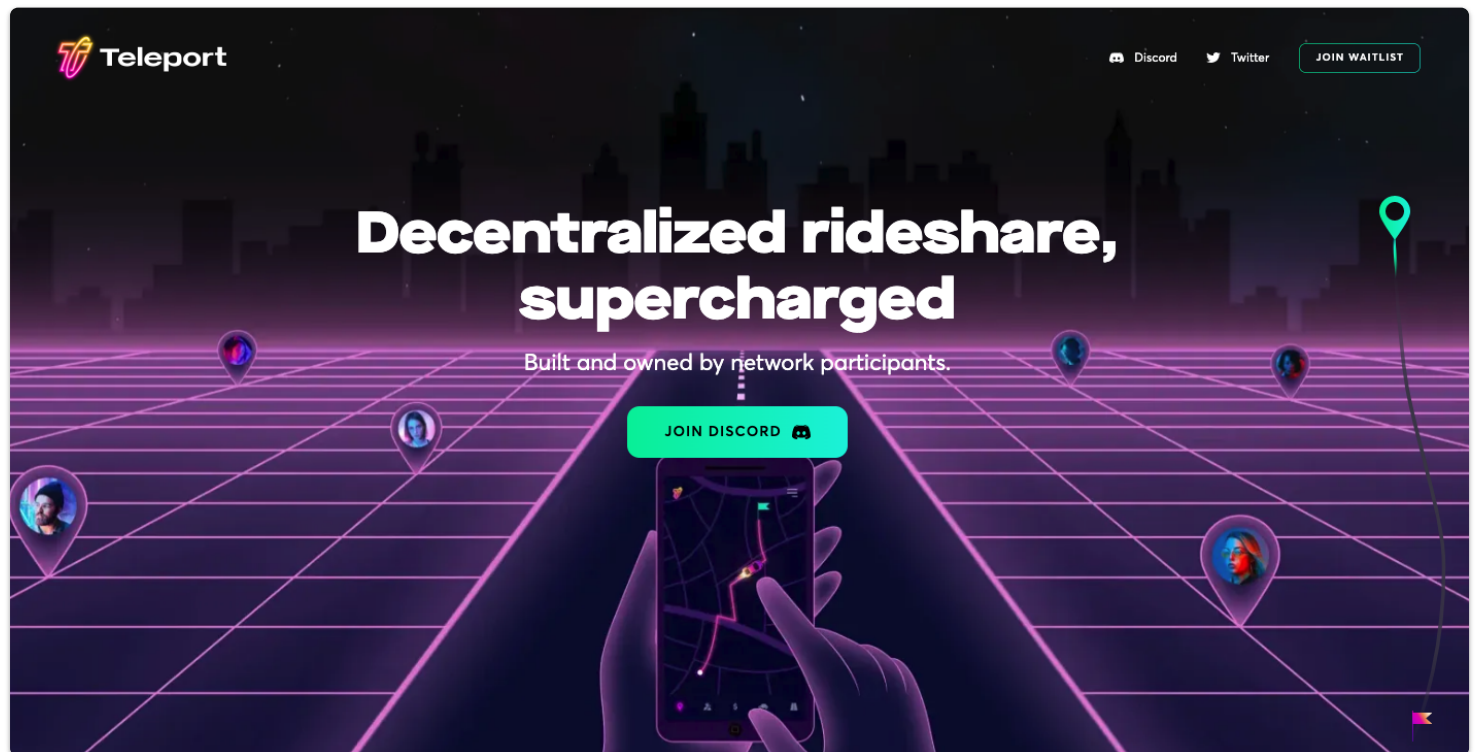 Teleport
Discord
Twitter
JOIN WAITLIST
Decentralized rideshare,
supercharged
Built and owned by network participants.
JOIN DISCORD
$